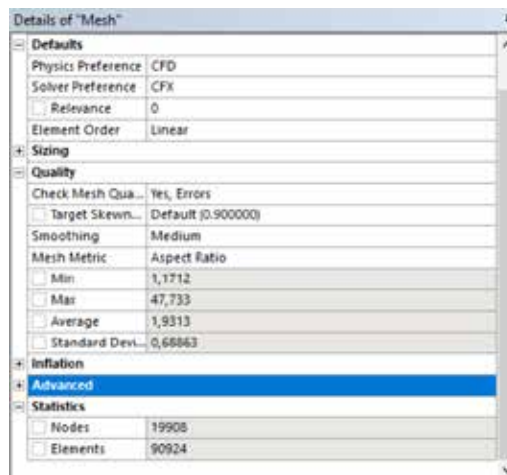 Details of "Mesh"
Defaults
Physics Preference CFD
Solver Preference CFX
Relevance 0
Element Order Linear
Sizing
Quality
Check Mesh Qua... Yes, Errors
Target Skewn... Default (0.900000)
Smoothing Medium
Mesh Metric Aspect Ratio
Min 1,1712
Max 47,733
Average 1,9313
Standard Devi... 0,68863
Inflation
Advanced
Statistics
Nodes 19908
Elements 90924